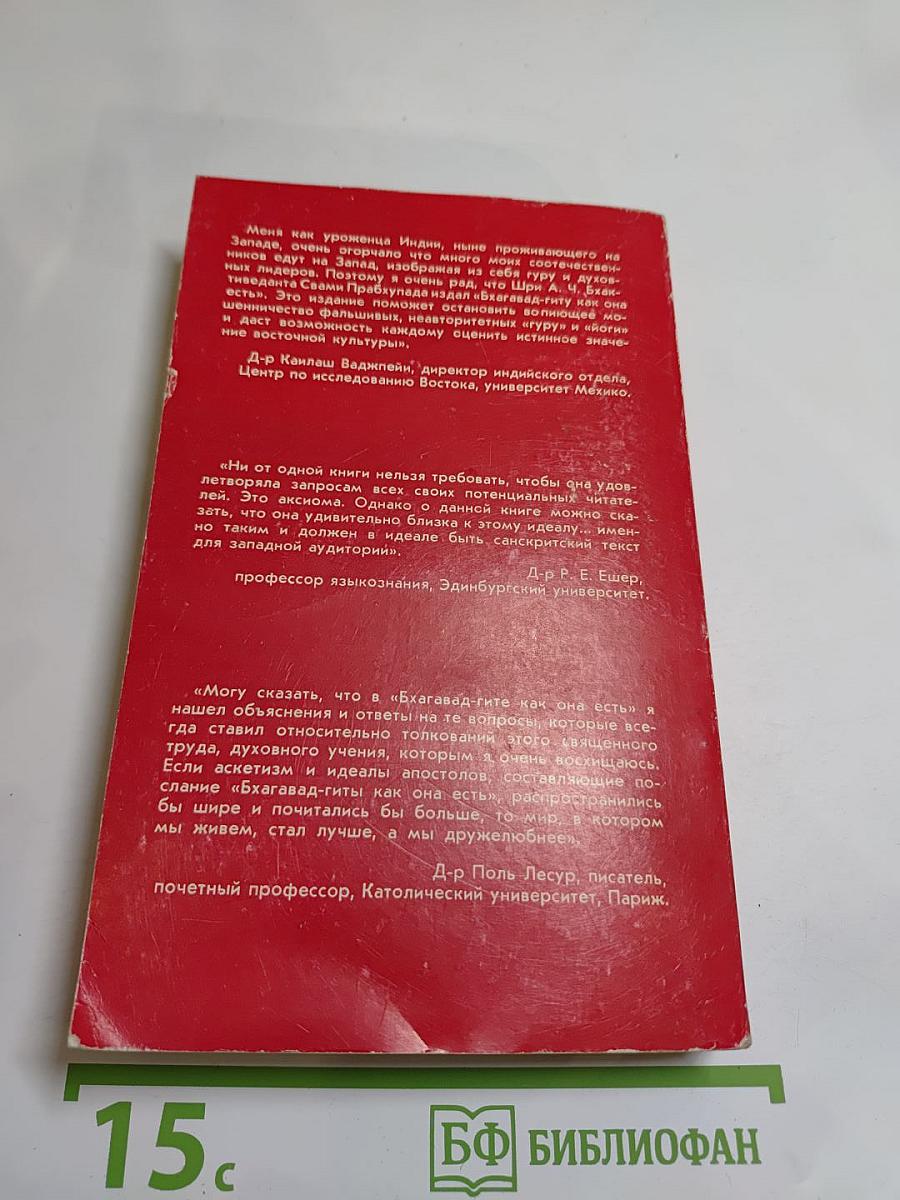 Меня как уроженца Индии, ныне проживающего на
Западе, очень огорчало что много моих соотечествен-
ников едут на Запад, изображая из себя гуру и духов-
ных лидеров. Поэтому я очень рад, что Шри А. Ч. Бхак-
тиведанта Свами Прабхупада издал «Бхагавад-гиту как она
есть». Это издание поможет остановить вопиющее мо-
шенничество фальшивых, неавторитетных «гуру» и «йоги»
и даст возможность каждому оценить истинное значе-
ние восточной культуры».
Д-р Каилаш Ваджпейи, директор индийского отдела,
Центр по исследованию Востока, университет Мехико.
«Ни от одной книги нельзя требовать, чтобы она удов-
летворяла запросам всех своих потенциальных читате-
лей. Это аксиома. Однако о данной книге можно ска-
зать, что она удивительно близка к этому идеалу... имен-
но таким и должен в идеале быть санскритский текст
для западной аудитории».
Д-р Р. Е. Ешер,
профессор языкознания, Эдинбургский университет.
«Могу сказать, что в «Бхагавад-гите как она есть» я
нашел объяснения и ответы на те вопросы, которые все-
гда ставил относительно толкований этого священного
труда, духовного учения, которым я очень восхищаюсь.
Если аскетизм и идеалы апостолов, составляющие по-
слание «Бхагавад-гиты как она есть», распространились
бы шире и почитались бы больше, то мир, в котором
мы живем, стал лучше, а мы дружелюбнее».
Д-р Поль Лесур, писатель,
почетный профессор, Католический университет, Париж.
15 с
БФ БИБЛИОФАН